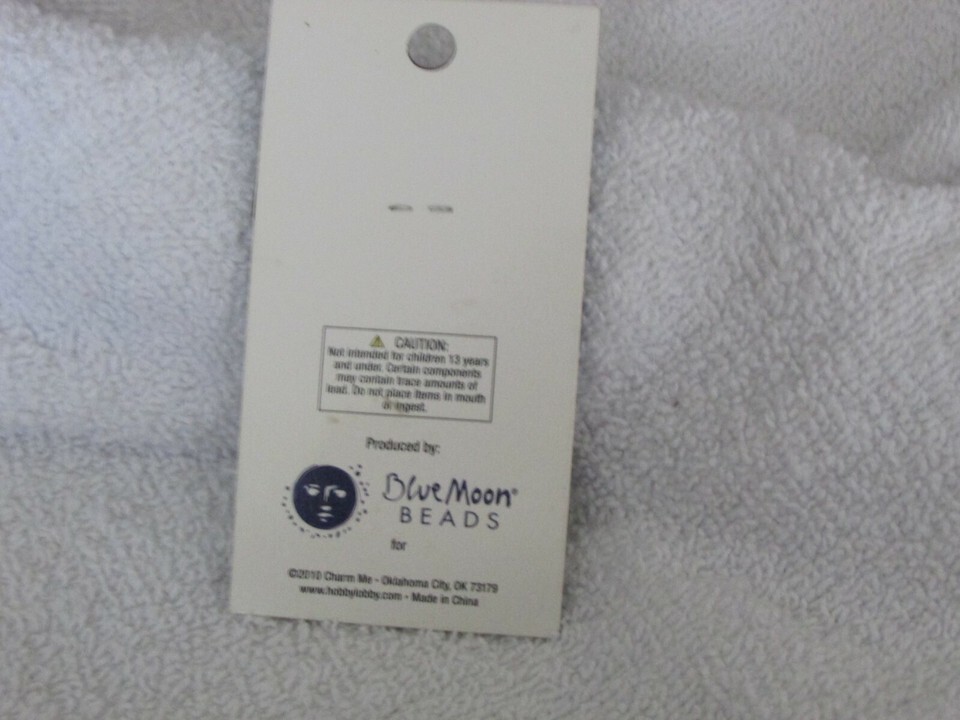 CAUTION:
Not intended for children 13 years
and under. Certain components
may contain trace amounts of
lead. Do not place items in mouth
or ingest.
Produced by:
Blue Moon®
BEADS
for
©2010 Charm Me - Oklahoma City, OK 73179
www.hobbylobby.com - Made in China